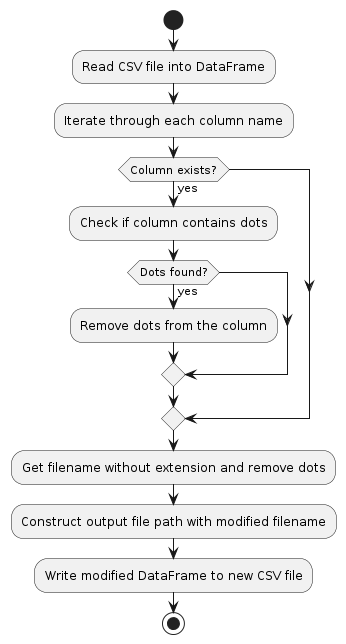 Read CSV file into DataFrame
Iterate through each column name
Column exists?
yes
Check if column contains dots
Dots found?
yes
Remove dots from the column
Get filename without extension and remove dots
Construct output file path with modified filename
Write modified DataFrame to new CSV file